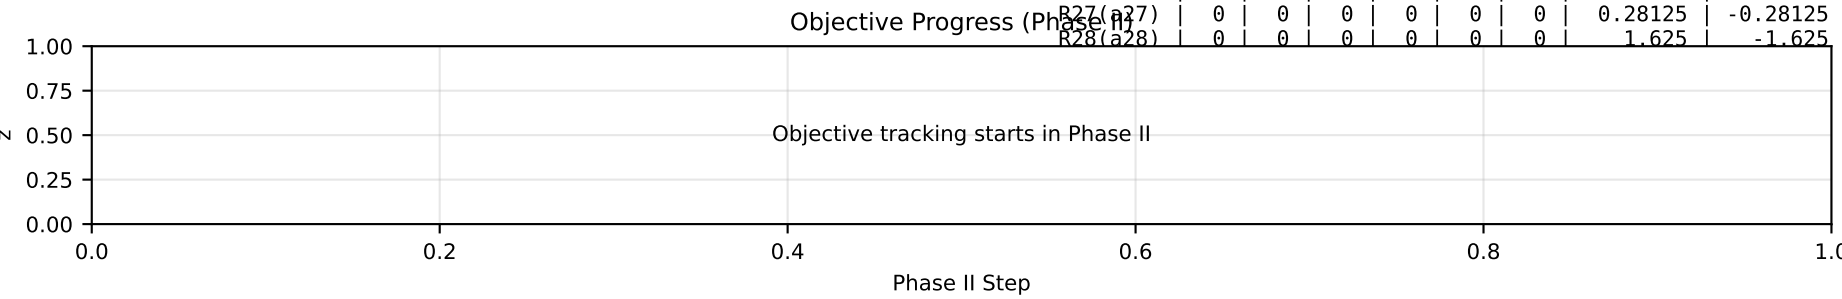 R27(a27) | 0 | 0 | 0 | 0 | 0 | 0 | 0.28125 | -0.28125
Objective Progress (Phase II)
R28(a28) | 0 | 0 | 0 | 0 | 0 | 0 | 1.625 | -1.625
1.00
0.75
z
0.50
Objective tracking starts in Phase II
0.25
0.00
0.0 0.2 0.4 0.6 0.8 1.0
Phase II Step